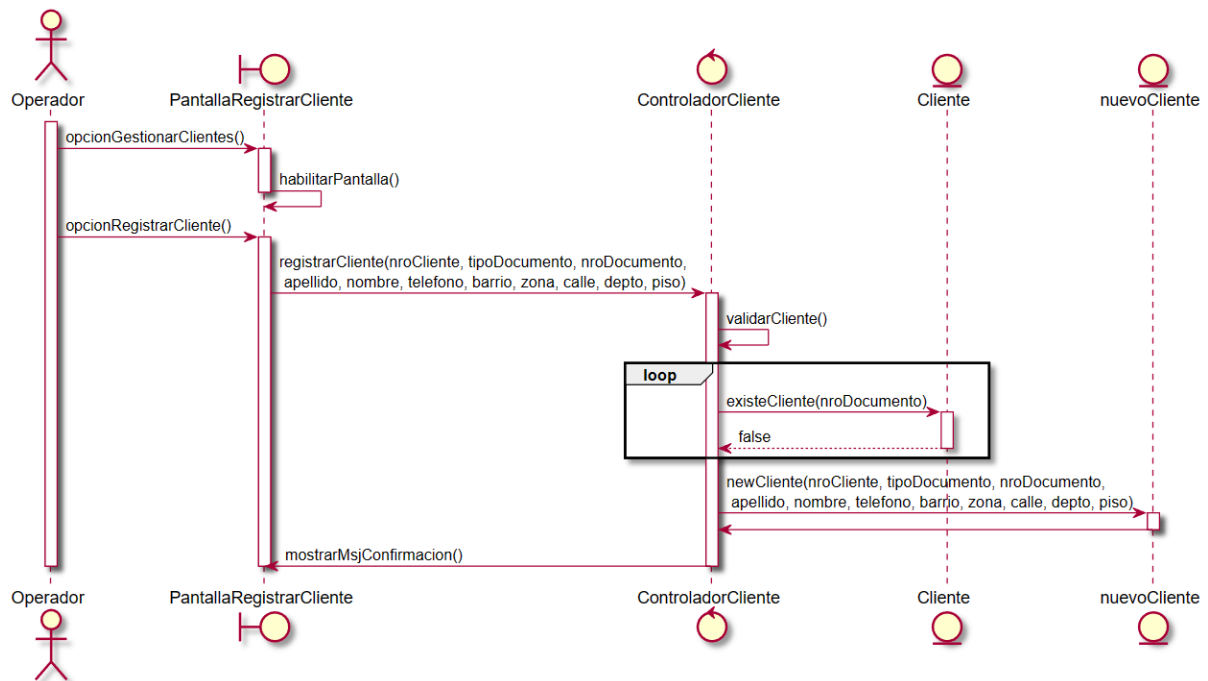 Operador
PantallaRegistrarCliente
ControladorCliente
Cliente
nuevoCliente
opcionGestionarClientes()
habilitarPantalla()
opcionRegistrarCliente()
registrarCliente(nroCliente, tipoDocumento, nroDocumento,
apellido, nombre, telefono, barrio, zona, calle, depto, piso)
validarCliente()
loop
existeCliente(nroDocumento)
false
newCliente(nroCliente, tipoDocumento, nroDocumento,
apellido, nombre, telefono, barrio, zona, calle, depto, piso)
mostrarMsjConfirmacion()
Operador
PantallaRegistrarCliente
ControladorCliente
Cliente
nuevoCliente